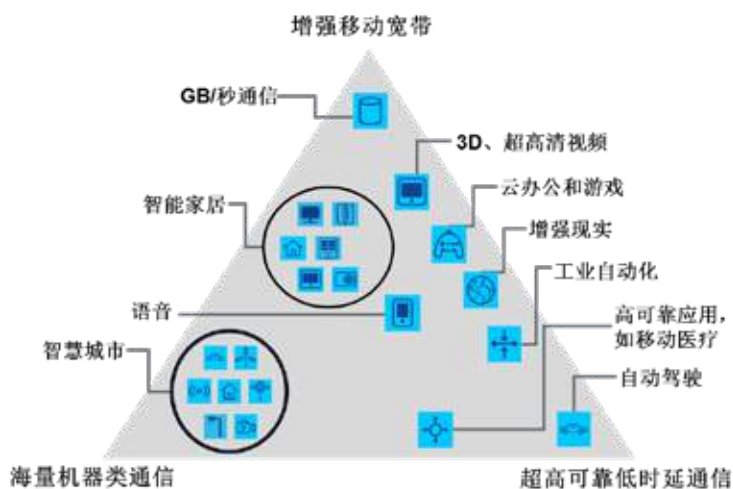 增强移动宽带
GB/秒通信
3D、超高清视频
云办公和游戏
智能家居
增强现实
工业自动化
语音
高可靠应用，
如移动医疗
智慧城市
自动驾驶
海量机器类通信
超高可靠低时延通信